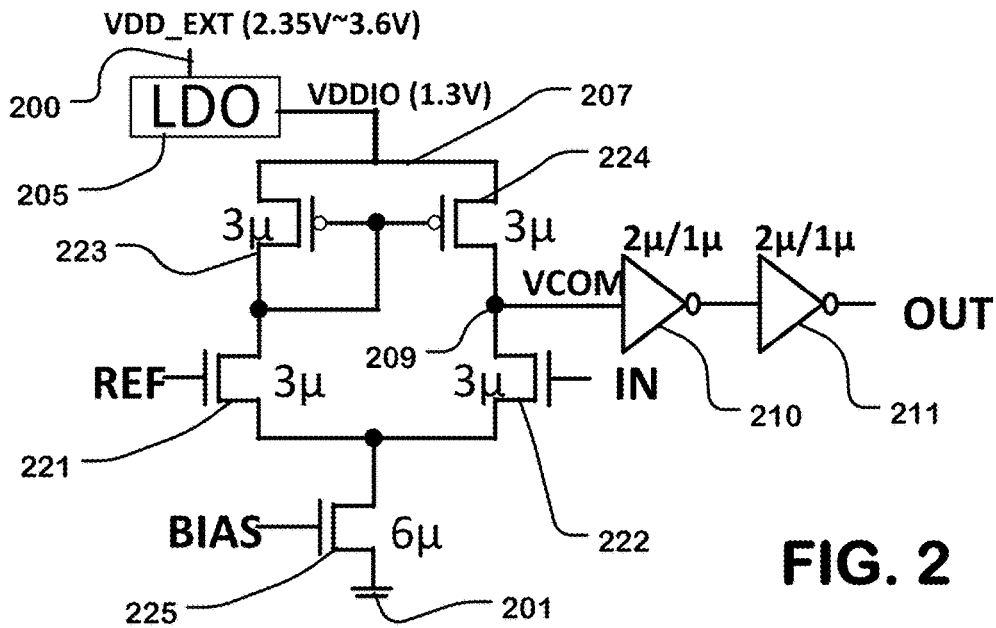 VDD_EXT (2.35V~3.6V)
200
LDO
VDDIO (1.3V)
207
205
224
3μ
3μ
223
2μ/1μ
2μ/1μ
VCOM
OUT
209
REF
3μ
3μ
IN
210
211
221
BIAS
6μ
222
225
201
FIG. 2